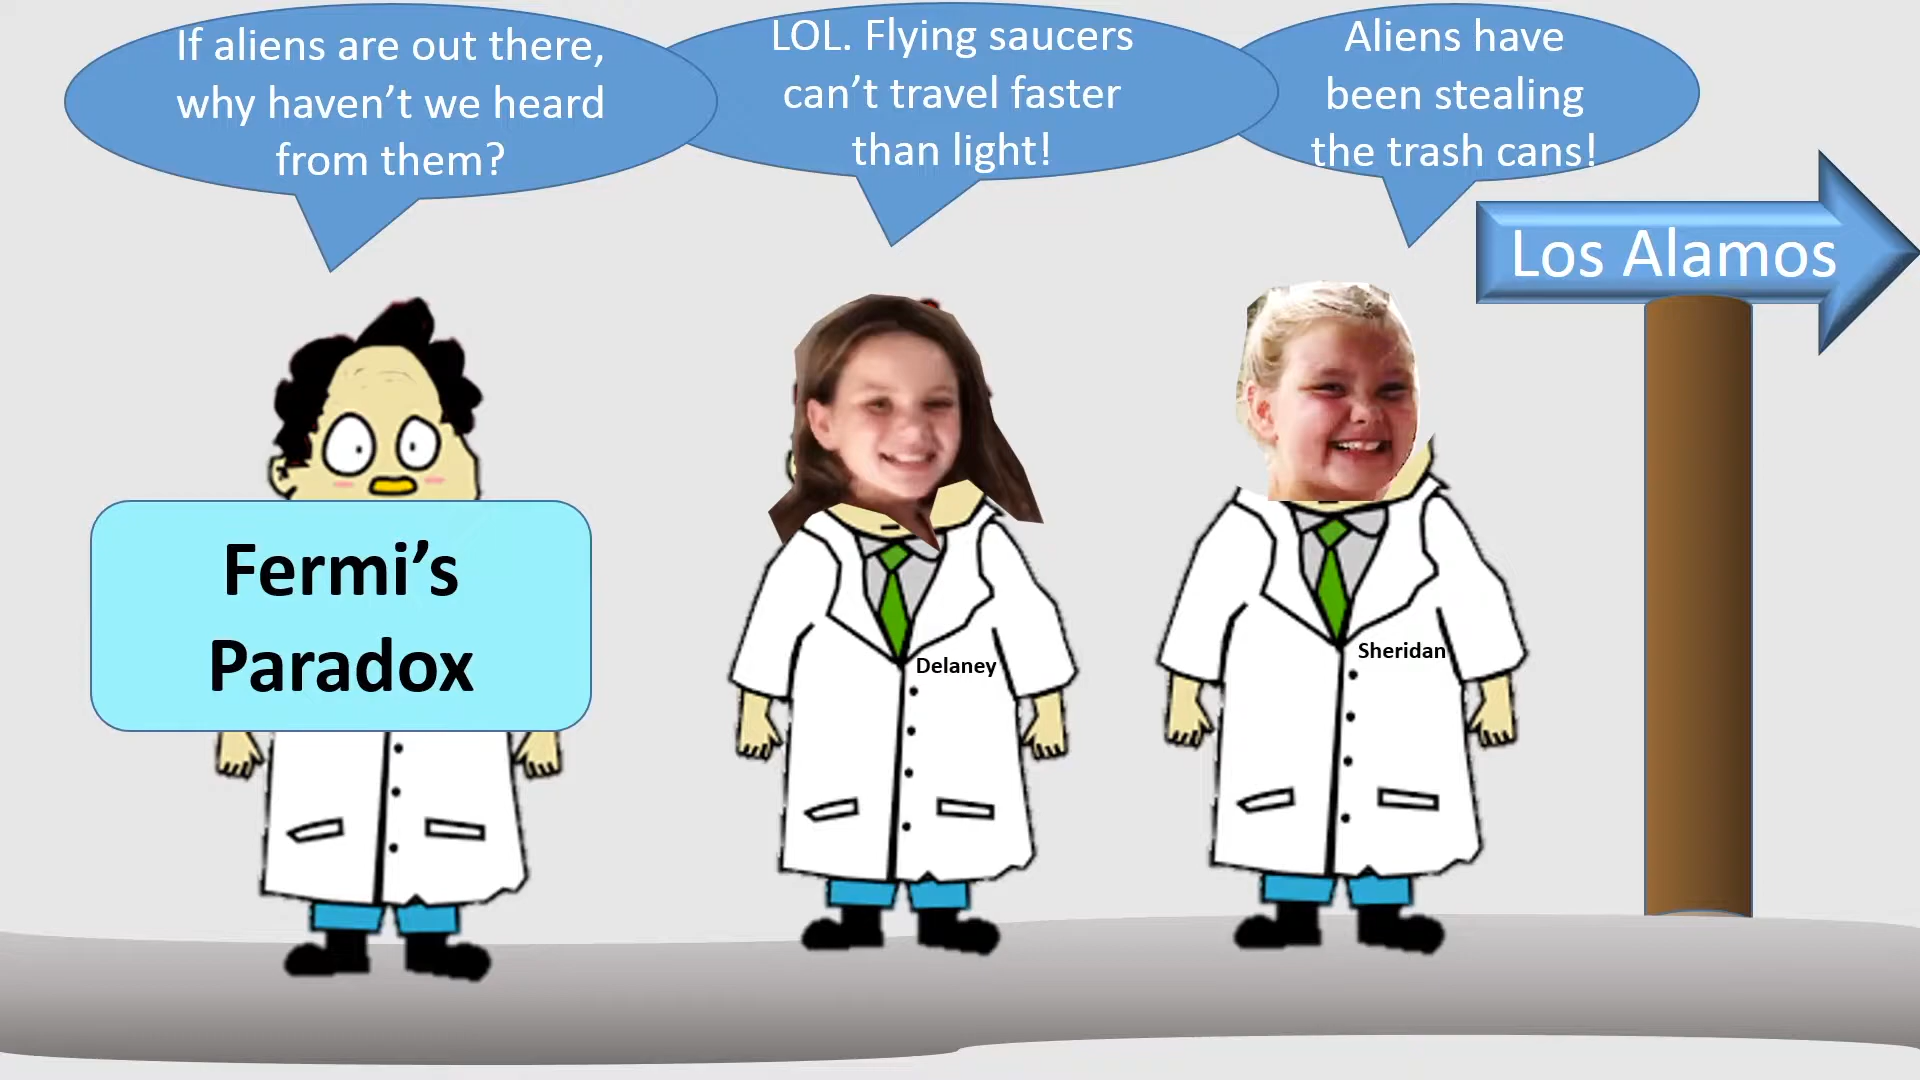 If aliens are out there,
why haven’t we heard
from them?
LOL. Flying saucers
can’t travel faster
than light!
Aliens have
been stealing
the trash cans!
Los Alamos
Fermi’s
Paradox
Delaney
Sheridan